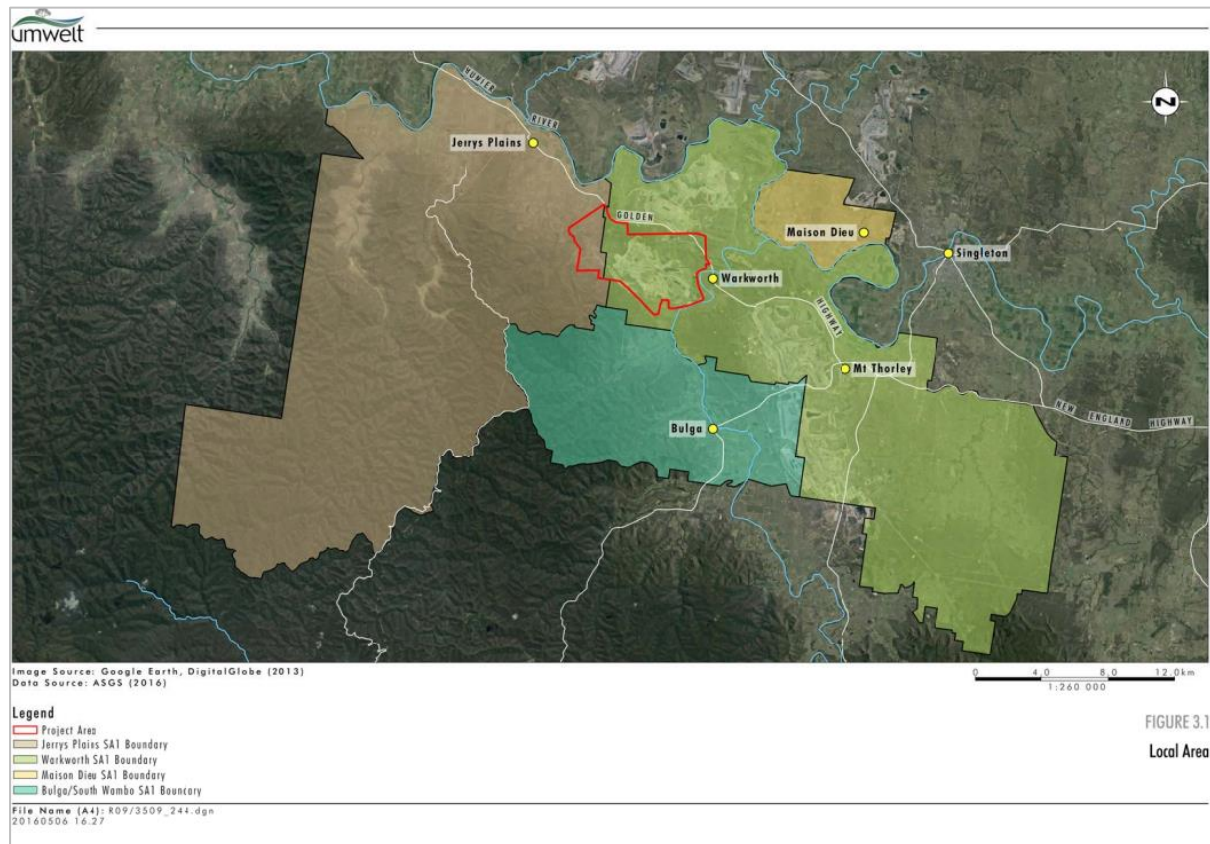 umwelt
HUNTER
RIVER
N
Jerrys Plains
GOLDEN
Maison Dieu
Singleton
Warkworth
HIGHWAY
Mt Thorley
NEW ENGLAND HIGHWAY
Bulga
Image Source: Google Earth, DigitalGlobe (2013)
Data Source: ASGS (2016)
0 4,0 8,0 12,0km
1:260 000
Legend
Project Area
Jerrys Plains SA1 Boundary
Warkworth SA1 Boundary
Maison Dieu SA1 Boundary
Bulga/South Wambo SA1 Bouncary
FIGURE 3.1
Local Area
File Name (A4): R09/3509_244.dgn
20160506 16.27